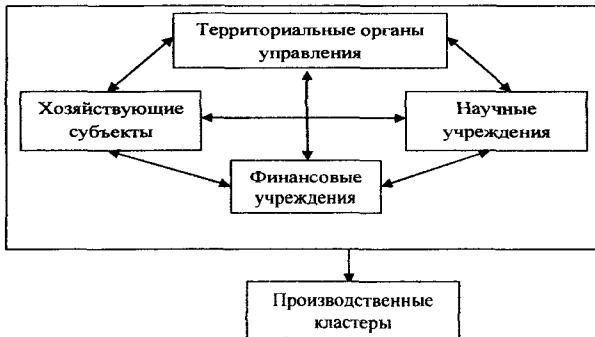 Территориальные органы
управления
Хозяйствующие
субъекты
Научные
учреждения
Финансовые
учреждения
Производственные
кластеры